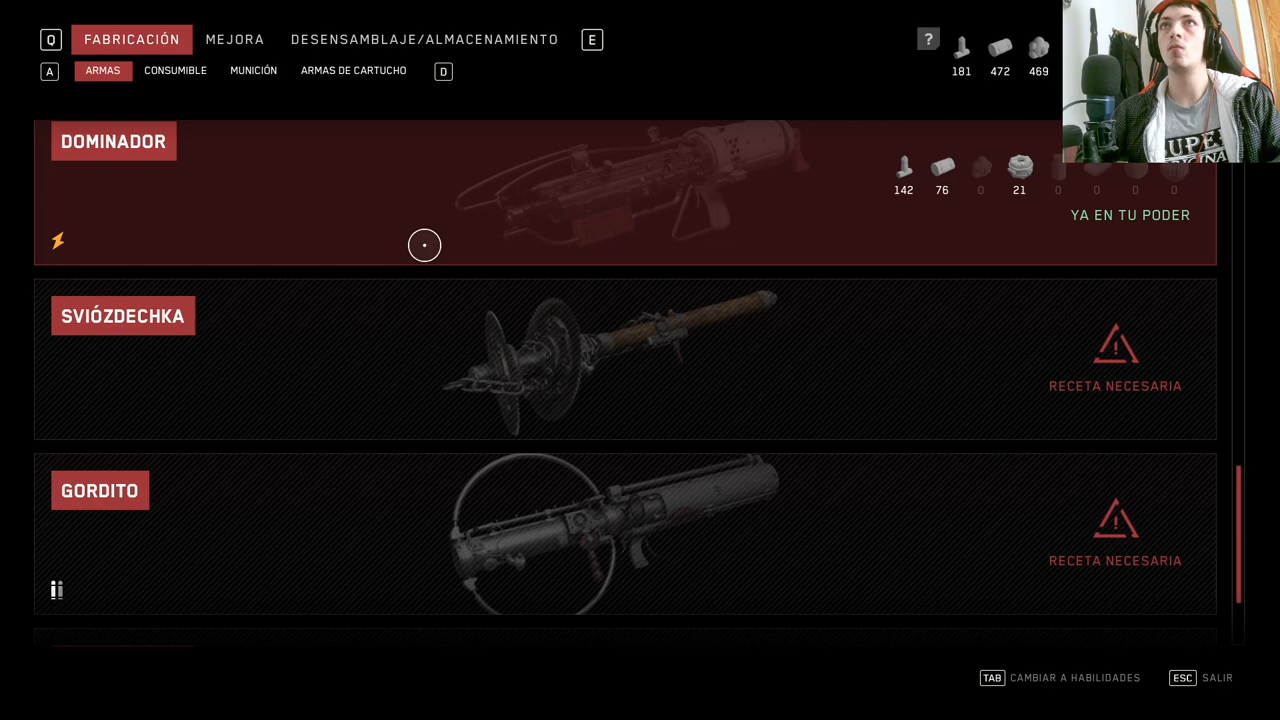 Q FABRICACIÓN MEJORA DESENSAMBLAJE/ALMACENAMIENTO E ?
A ARMAS CONSUMIBLE MUNICIÓN ARMAS DE CARTUCHO D
181 472 469
DOMINADOR
142 76 0 21 0 0 0 0
YA EN TU PODER
SVIÓZDECHKA
RECETA NECESARIA
GORDITO
RECETA NECESARIA
TAB CAMBIAR A HABILIDADES ESC SALIR